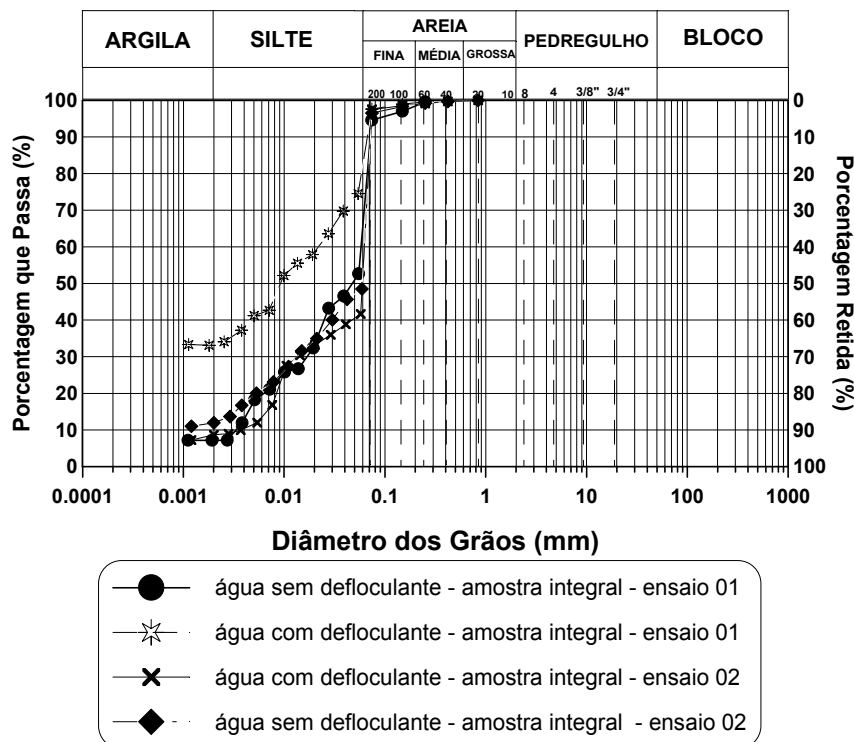 ARGILA SILTE AREIA PEDREGULHO BLOCO
FINA MÉDIA GROSSA
200 100 60 40 20 10 8 4 3/8" 3/4"
Porcentagem que Passa (%)
100
90
80
70
60
50
40
30
20
10
0
0
10
20
30
40
50
60
70
80
90
100
Porcentagem Retida (%)
0.0001 0.001 0.01 0.1 1 10 100 1000
Diâmetro dos Grãos (mm)
água sem defloculante - amostra integral - ensaio 01
água com defloculante - amostra integral - ensaio 01
água com defloculante - amostra integral - ensaio 02
água sem defloculante - amostra integral - ensaio 02